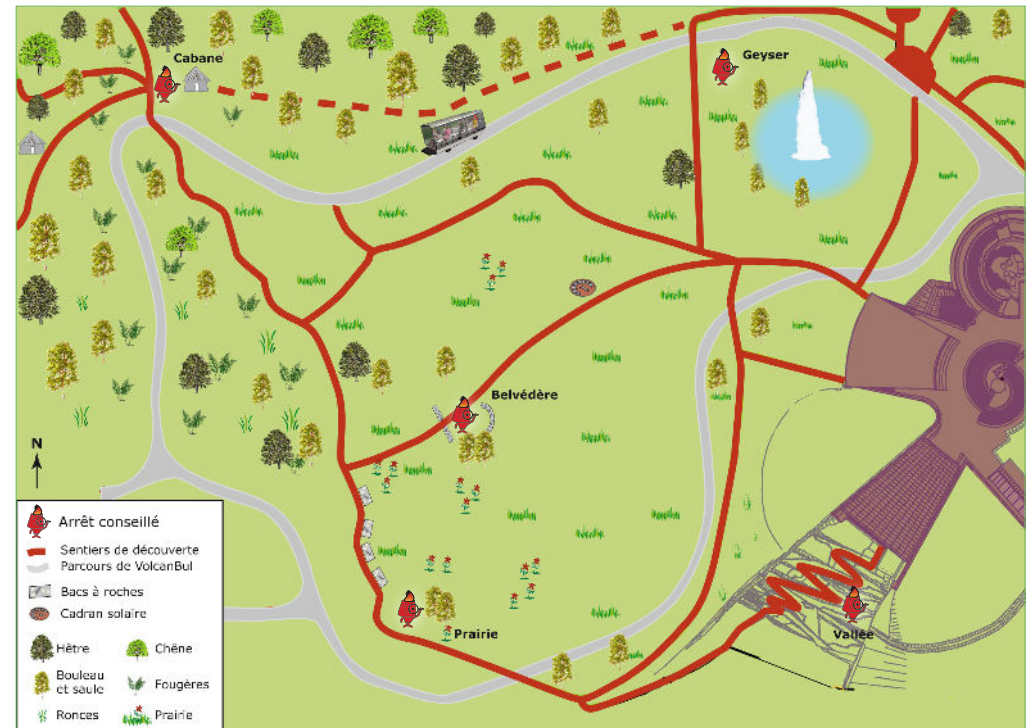 Cabane
Geyser
Belvédère
N
Arrêt conseillé
Sentiers de découverte
Parcours de VolcanBul
Bacs à roches
Cadran solaire
Hêtre
Chêne
Bouleau
et saule
Fougères
Ronces
Prairie
Prairie
Vallée